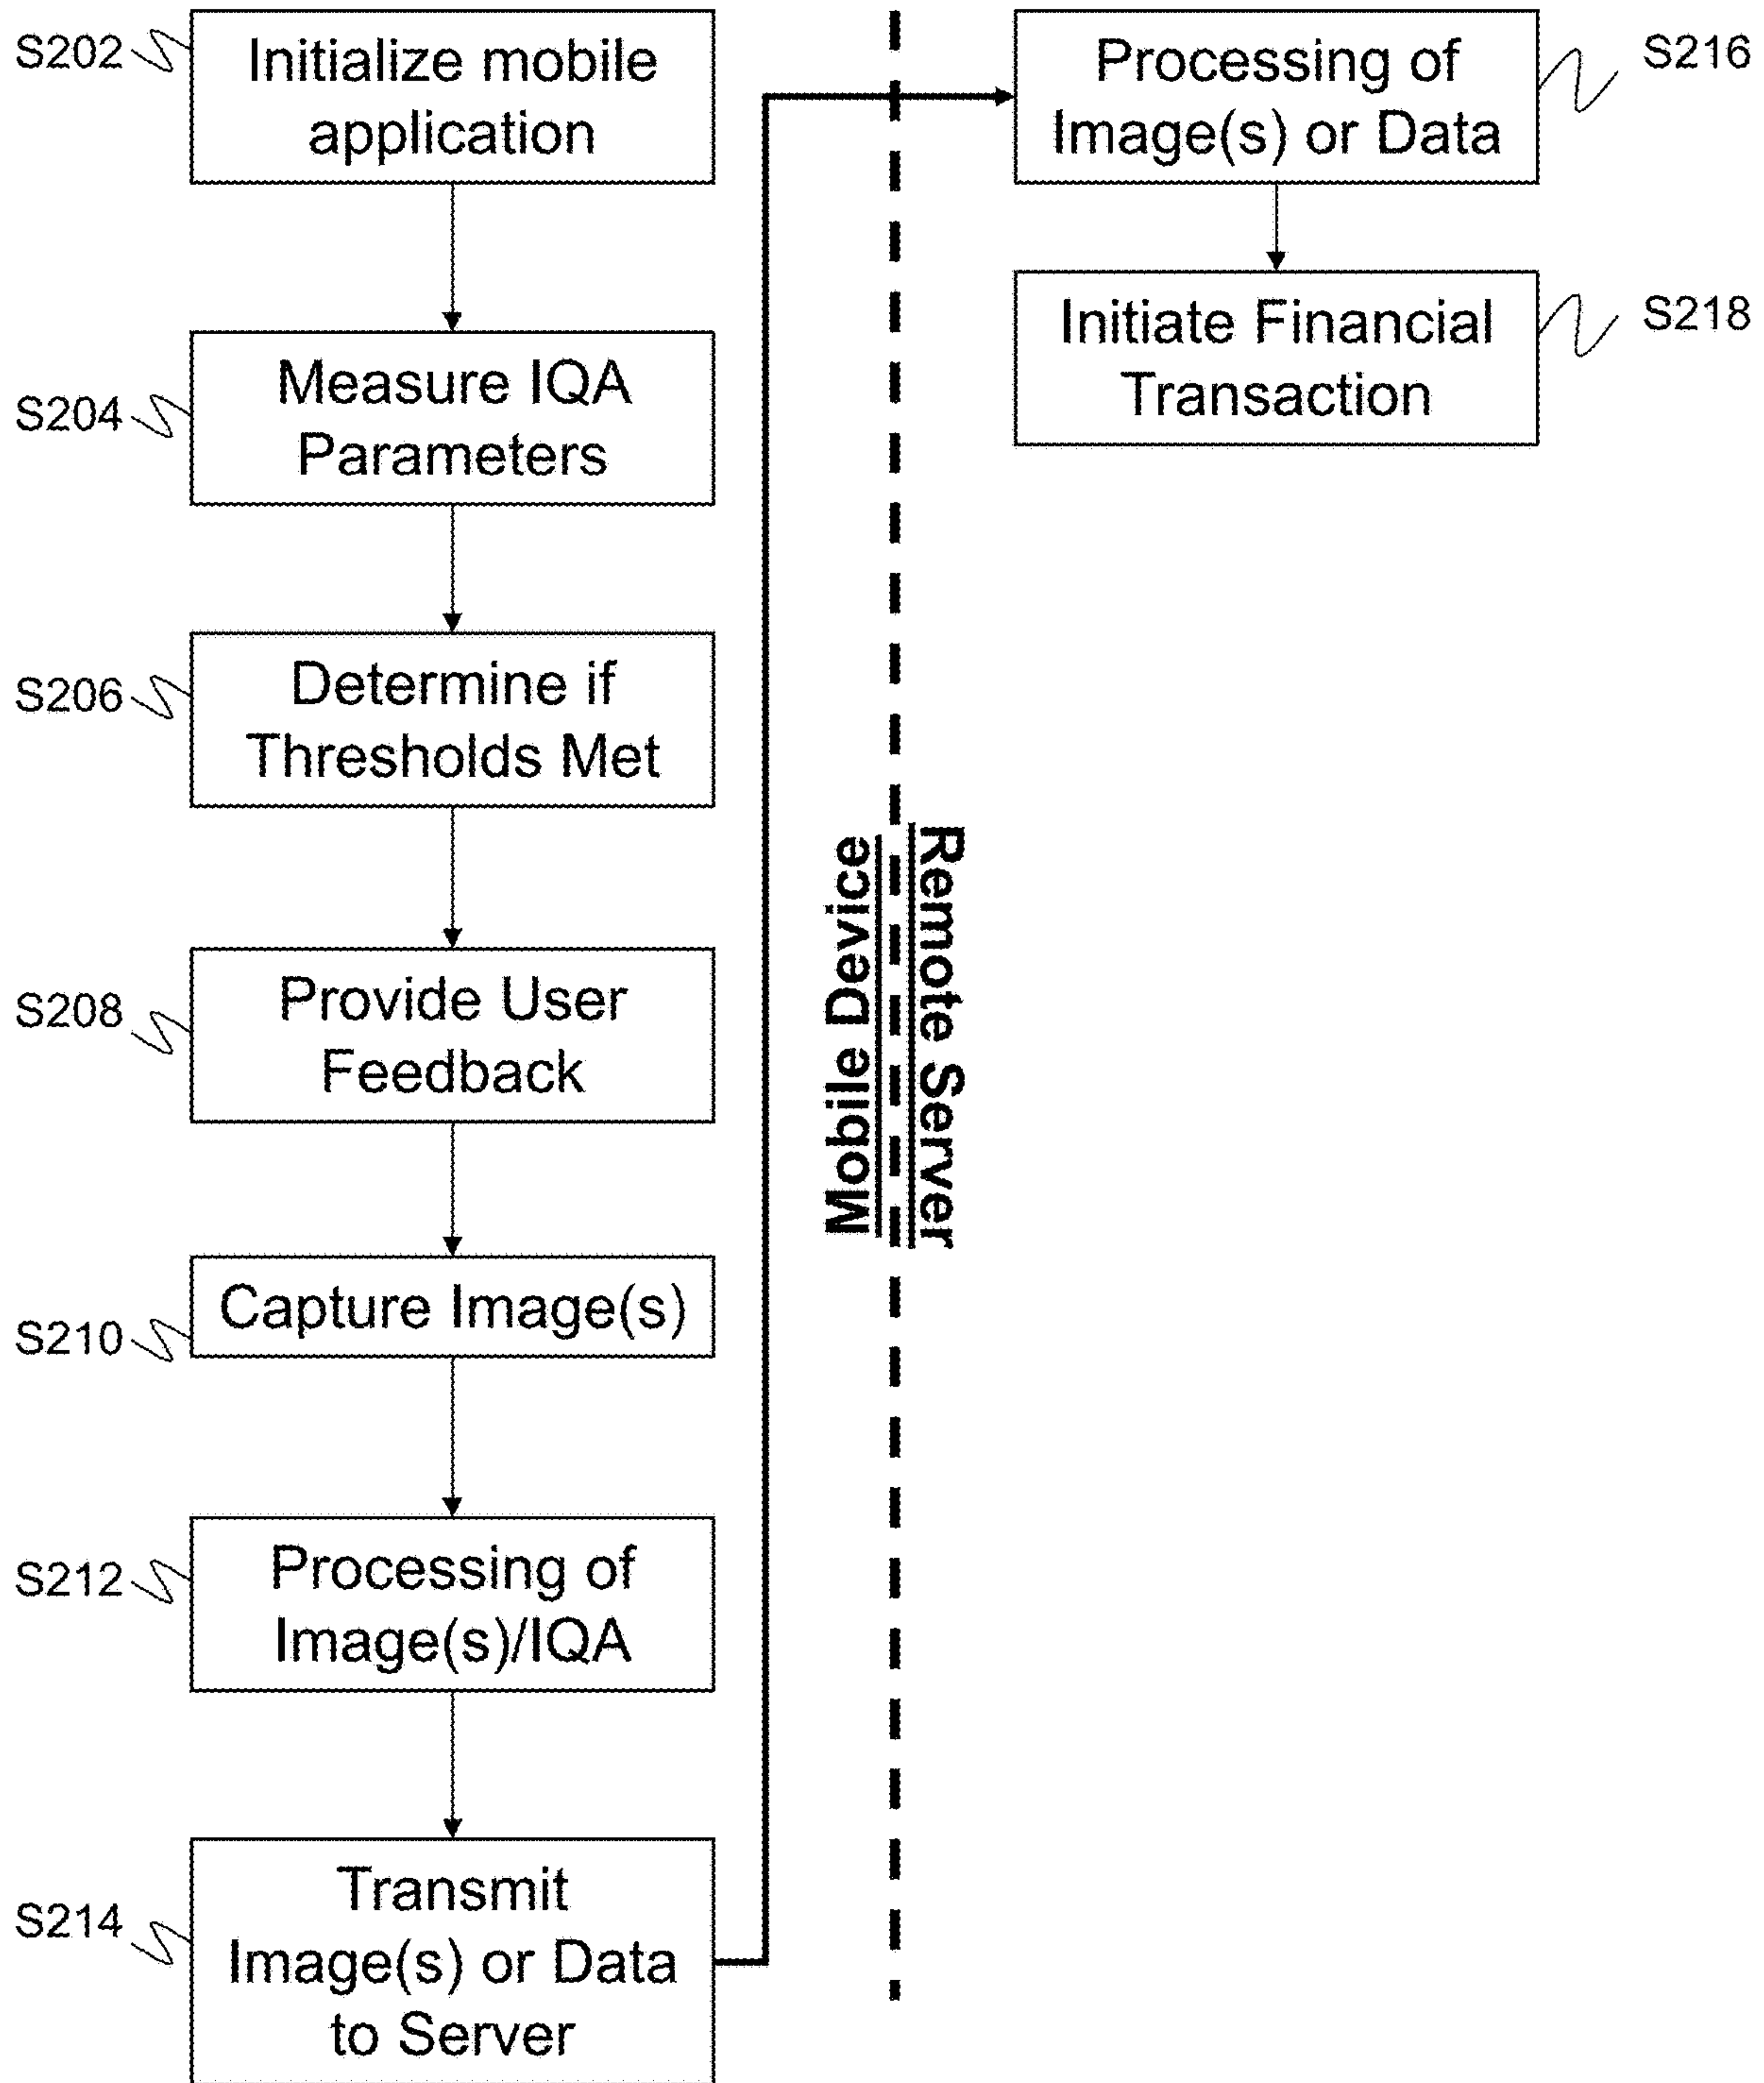 S202
Initialize mobile
application
S204
Measure IQA
Parameters
S206
Determine if
Thresholds Met
S208
Provide User
Feedback
S210
Capture Image(s)
S212
Processing of
Image(s)/IQA
S214
Transmit
Image(s) or Data
to Server
Mobile Device
Remote Server
Processing of
Image(s) or Data
S216
Initiate Financial
Transaction
S218